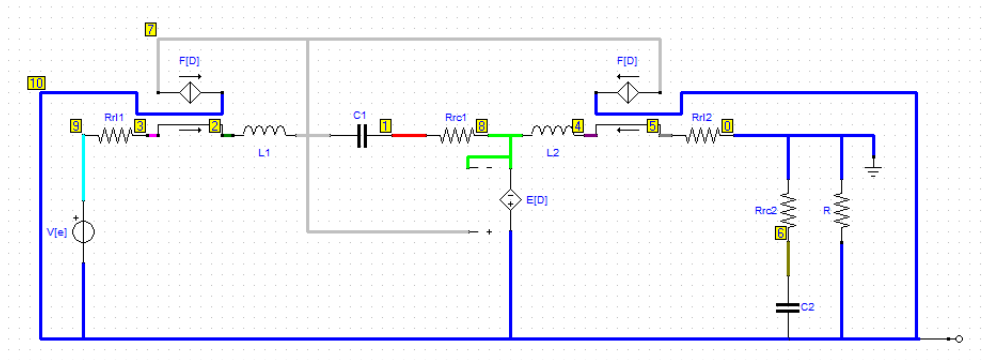 7
F[D]
F[D]
10
C1
Rrl1
Rrc1
Rrl2
9
3
2
1
8
4
5
0
L1
L2
- -
+
-
+
E[D]
Rrc2
R
V[e]
6
- +
C2